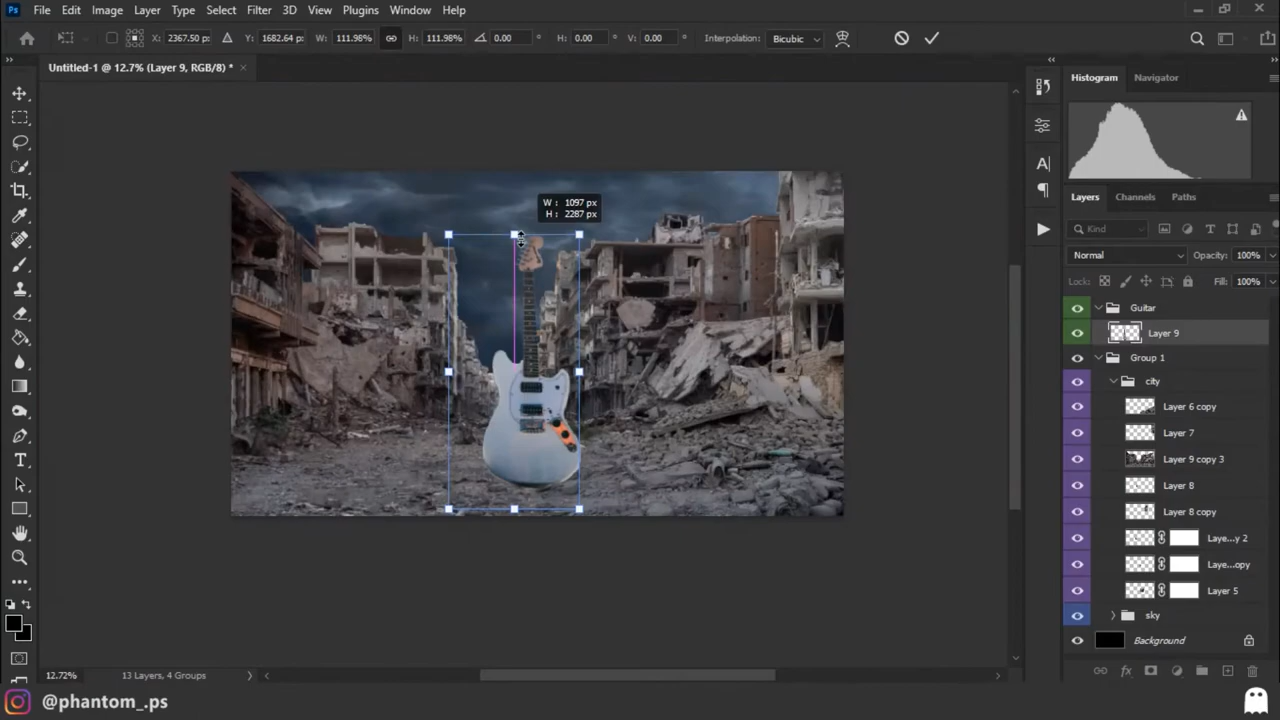 Ps File Edit Image Layer Type Select Filter 3D View Plugins Window Help
X: 2367.50 px Y: 1682.64 px W: 111.98% H: 111.98% 0.00 ° H: 0.00 ° V: 0.00 ° Interpolation: Bicubic
Untitled-1 @ 12.7% (Layer 9, RGB/8) * ×
Histogram Navigator
W : 1097 px
H : 2287 px
Layers Channels Paths
Kind
Normal Opacity: 100%
Lock: Fill: 100%
Guitar
Layer 9
Group 1
city
Layer 6 copy
Layer 7
Layer 9 copy 3
Layer 8
Layer 8 copy
Laye...y 2
Laye...opy
Layer 5
sky
Background
12.72% 13 Layers, 4 Groups
@phantom_.ps